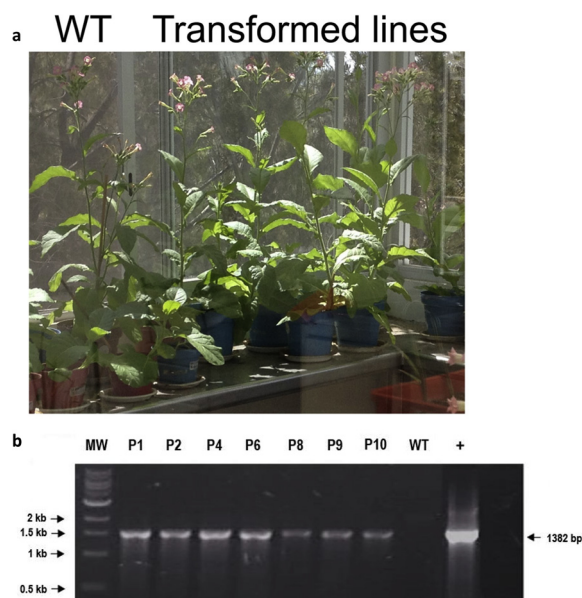 WT Transformed lines
a
b
MW P1 P2 P4 P6 P8 P9 P10 WT +
2 kb
1.5 kb
1382 bp
1 kb
0.5 kb